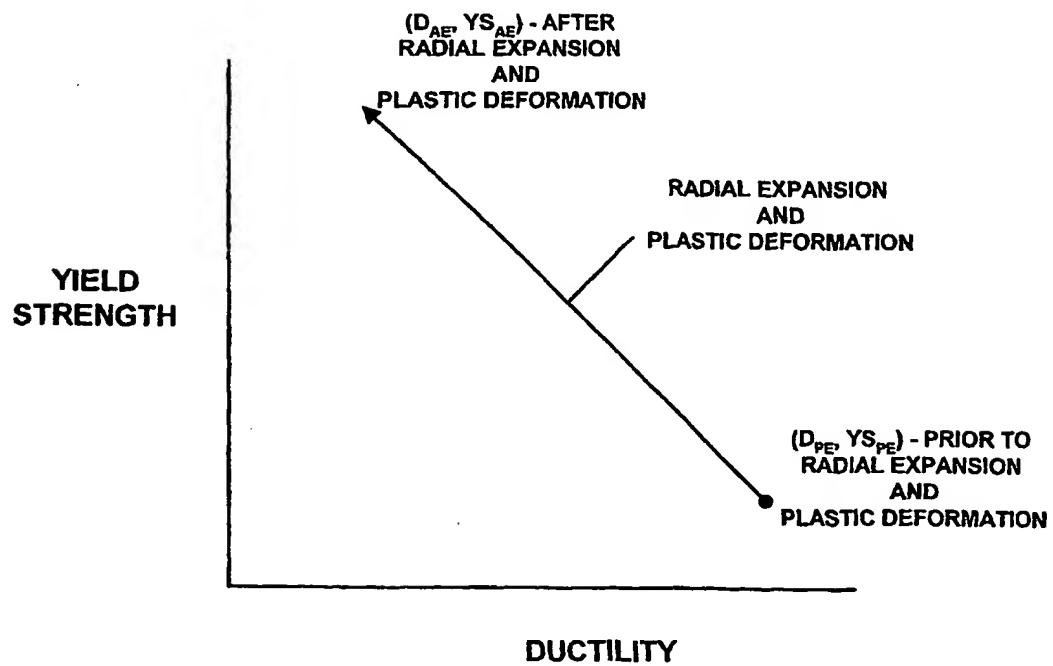 (D_AE, YS_AE) - AFTER
RADIAL EXPANSION
AND
PLASTIC DEFORMATION
RADIAL EXPANSION
AND
PLASTIC DEFORMATION
YIELD
STRENGTH
(D_PE, YS_PE) - PRIOR TO
RADIAL EXPANSION
AND
PLASTIC DEFORMATION
DUCTILITY